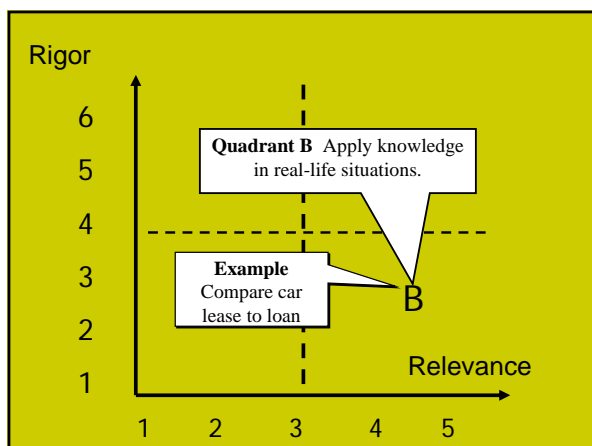 Rigor
6
5
4
3
2
1
Quadrant B Apply knowledge
in real-life situations.
Example
Compare car
lease to loan
B
Relevance
1 2 3 4 5